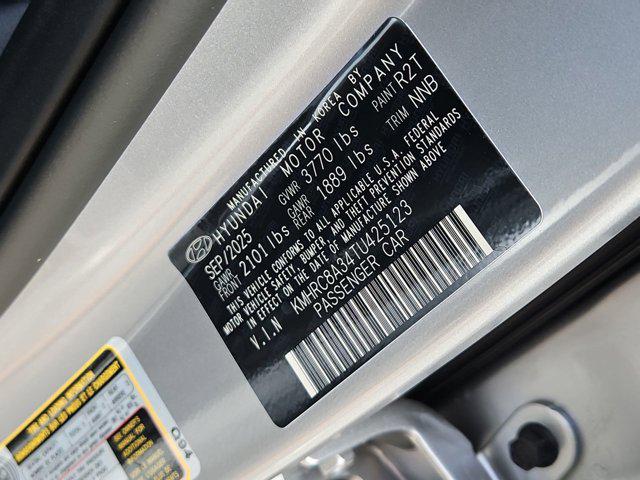 MANUFACTURED IN KOREA BY
HYUNDAI MOTOR COMPANY
SEP/2025 GVWR 3770 lbs PAINT R2T
GAWR FRONT 2101 lbs GAWR REAR 1889 lbs TRIM NNB
THIS VEHICLE CONFORMS TO ALL APPLICABLE U.S.A. FEDERAL
MOTOR VEHICLE SAFETY, BUMPER, AND THEFT PREVENTION STANDARDS
IN EFFECT ON THE DATE OF MANUFACTURE SHOWN ABOVE
V.I.N KMHRC8A34TU425123
PASSENGER CAR
Q94